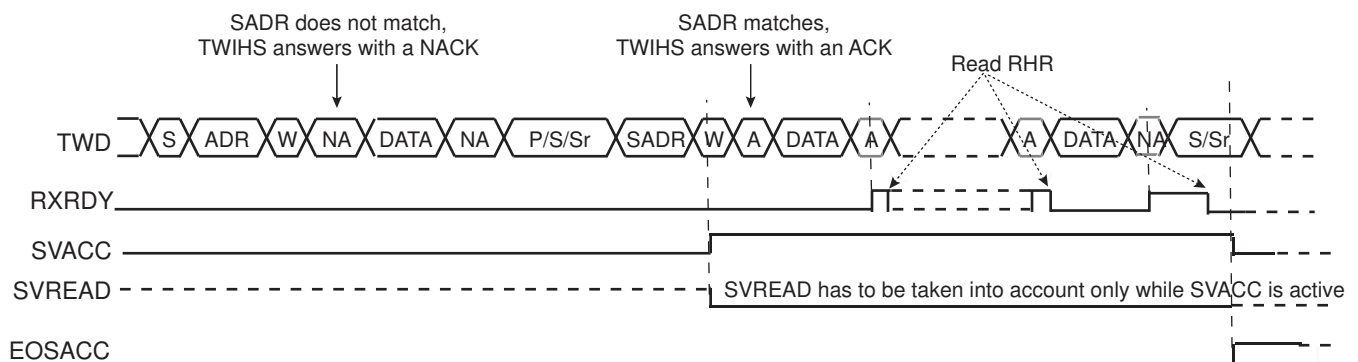 SADR does not match,
TWIHS answers with a NACK
SADR matches,
TWIHS answers with an ACK
Read RHR
TWD S ADR W NA DATA NA P/S/Sr SADR W A DATA A A DATA NA S/Sr
RXRDY
SVACC
SVREAD SVREAD has to be taken into account only while SVACC is active
EOSACC